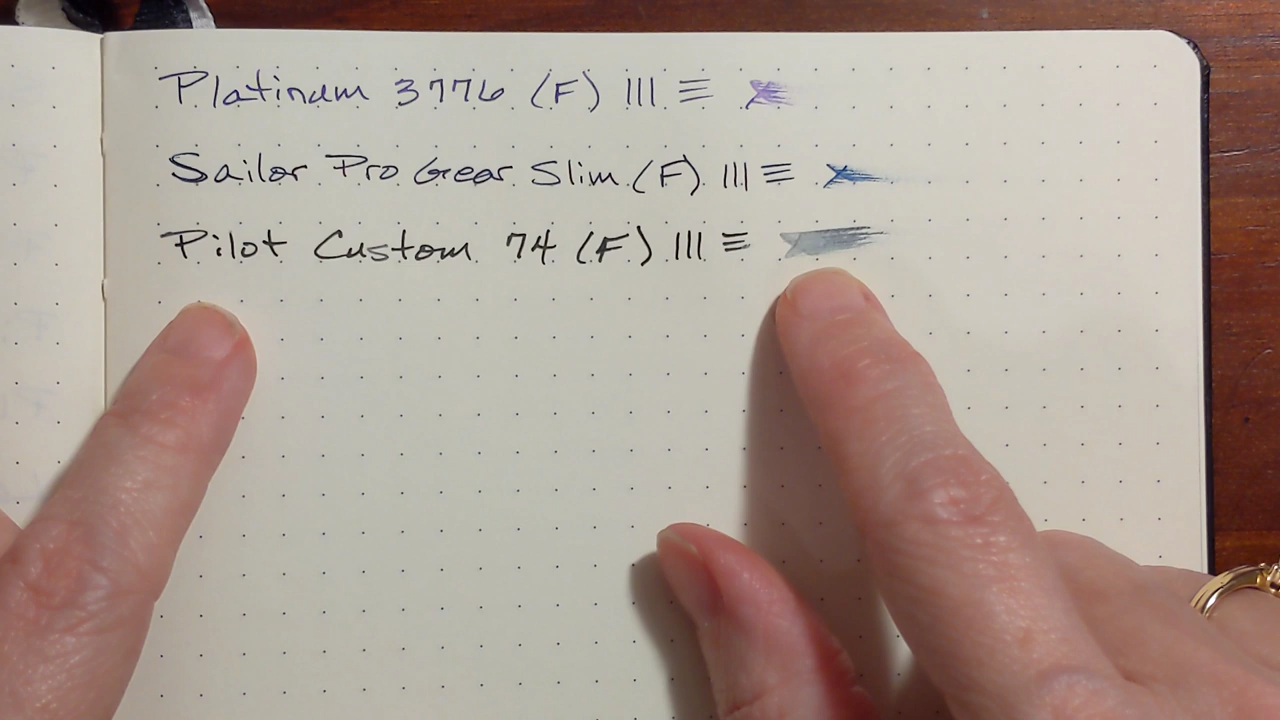 Platinum 3776 (F) ||| ≡ x
Sailor Pro Gear Slim (F) ||| ≡ x
Pilot Custom 74 (F) ||| ≡